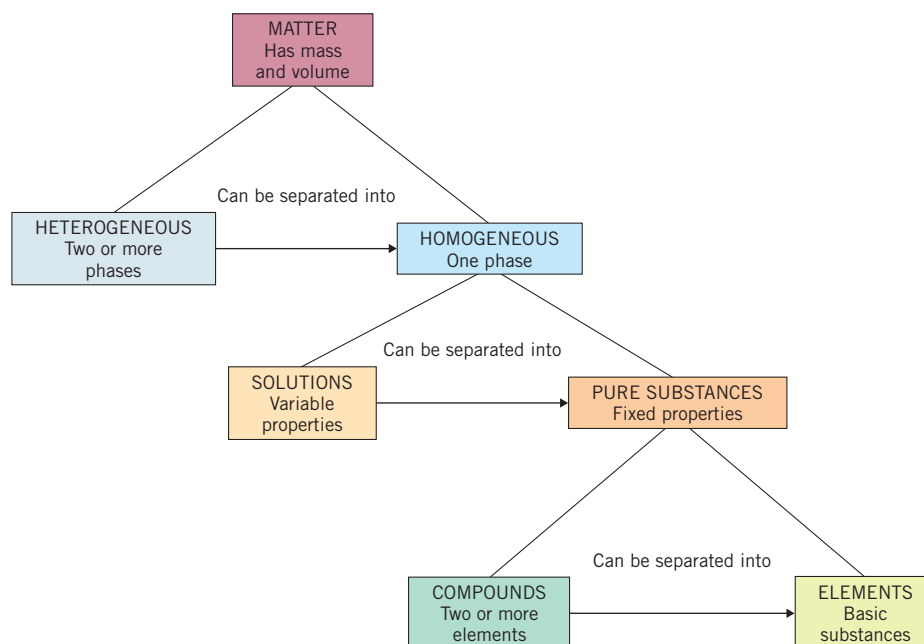 MATTER
Has mass
and volume
Can be separated into
HETEROGENEOUS
Two or more
phases
HOMOGENEOUS
One phase
Can be separated into
SOLUTIONS
Variable
properties
PURE SUBSTANCES
Fixed properties
Can be separated into
COMPOUNDS
Two or more
elements
ELEMENTS
Basic
substances